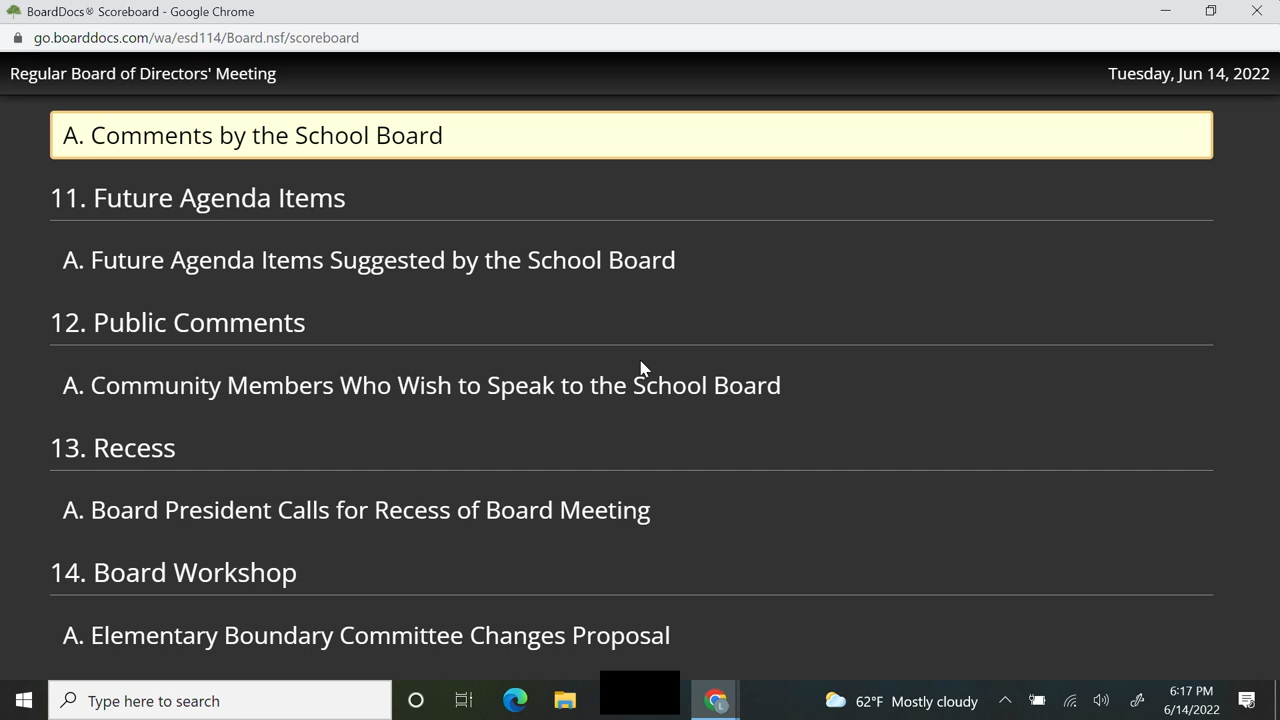 BoardDocs® Scoreboard - Google Chrome
go.boarddocs.com/wa/esd114/Board.nsf/scoreboard
Regular Board of Directors' Meeting
Tuesday, Jun 14, 2022
A. Comments by the School Board
11. Future Agenda Items
A. Future Agenda Items Suggested by the School Board
12. Public Comments
A. Community Members Who Wish to Speak to the School Board
13. Recess
A. Board President Calls for Recess of Board Meeting
14. Board Workshop
A. Elementary Boundary Committee Changes Proposal
Type here to search
L
62°F Mostly cloudy
6:17 PM
6/14/2022